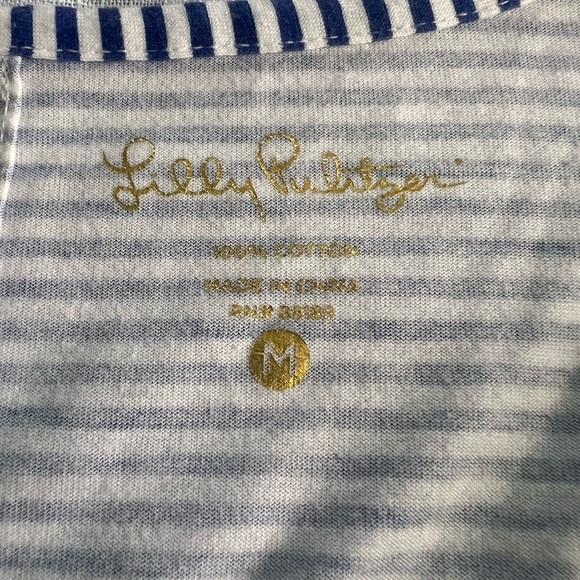 Lilly Pulitzer
100% COTTON
MADE IN CHINA
M